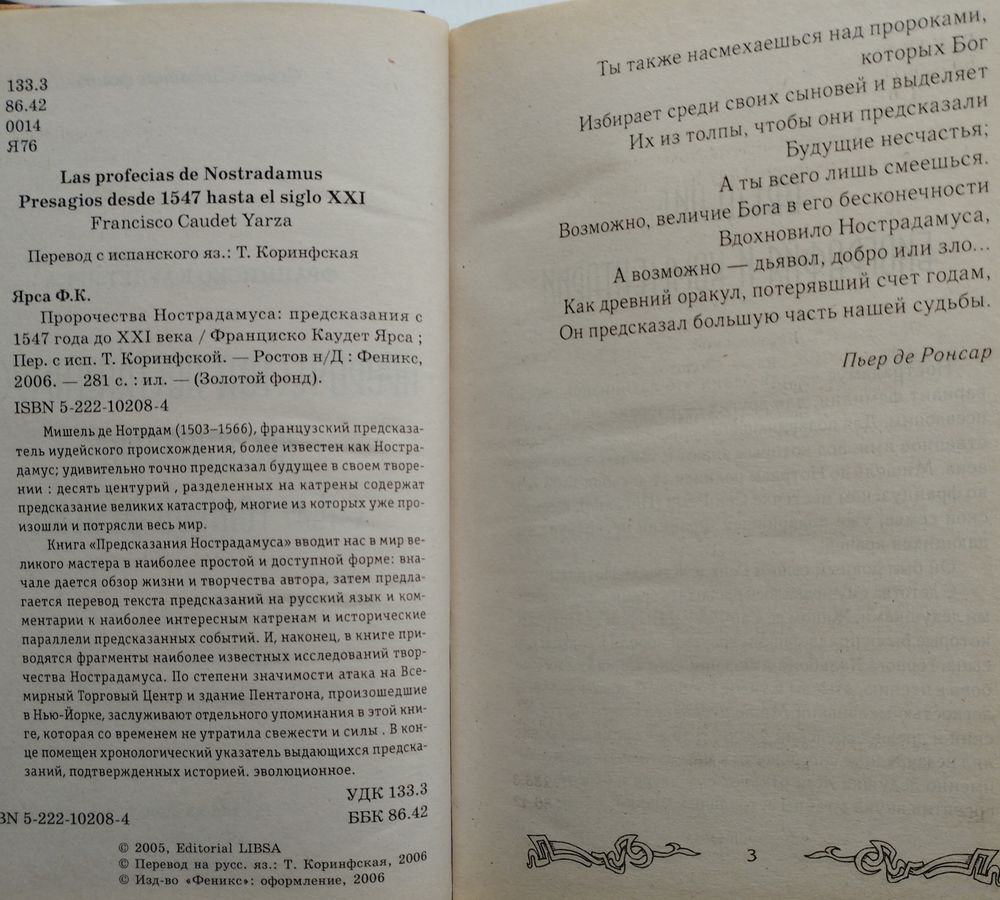 133.3
86.42
0014
Я76
Las profecias de Nostradamus
Presagios desde 1547 hasta el siglo XXI
Francisco Caudet Yarza
Перевод с испанского яз.: Т. Коринфская
Ярса Ф.К.
Пророчества Нострадамуса: предсказания с
1547 года до XXI века / Франциско Каудет Ярса ;
Пер. с исп. Т. Коринфской. — Ростов н/Д : Феникс,
2006. — 281 с. : ил. — (Золотой фонд).
ISBN 5-222-10208-4
Мишель де Нотрдам (1503–1566), французский предсказа-
тель иудейского происхождения, более известен как Ностра-
дамус; удивительно точно предсказал будущее в своем творе-
нии : десять центурий , разделенных на катрены содержат
предсказание великих катастроф, многие из которых уже про-
изошли и потрясли весь мир.
Книга «Предсказания Нострадамуса» вводит нас в мир ве-
ликого мастера в наиболее простой и доступной форме: вна-
чале дается обзор жизни и творчества автора, затем предла-
гается перевод текста предсказаний на русский язык и ком-
ментарии к наиболее интересным катренам и исторические
параллели предсказанных событий. И, наконец, в книге при-
водятся фрагменты наиболее известных исследований твор-
чества Нострадамуса. По степени значимости атака на Все-
мирный Торговый Центр и здание Пентагона, произошедшие
в Нью-Йорке, заслуживают отдельного упоминания в этой кни-
ге, которая со временем не утратила свежести и силы . В кон-
це помещен хронологический указатель выдающихся предска-
заний, подтвержденных историей. эволюционное.
УДК 133.3
BN 5-222-10208-4 ББК 86.42
© 2005, Editorial LIBSA
© Перевод на русс. яз.: Т. Коринфская, 2006
© Изд-во «Феникс»: оформление, 2006
Ты также насмехаешься над пророками,
которых Бог
Избирает среди своих сыновей и выделяет
Их из толпы, чтобы они предсказали
Будущие несчастья;
А ты всего лишь смеешься.
Возможно, величие Бога в его бесконечности
Вдохновило Нострадамуса,
А возможно — дьявол, добро или зло...
Как древний оракул, потерявший счет годам,
Он предсказал большую часть нашей судьбы.
Пьер де Ронсар
3